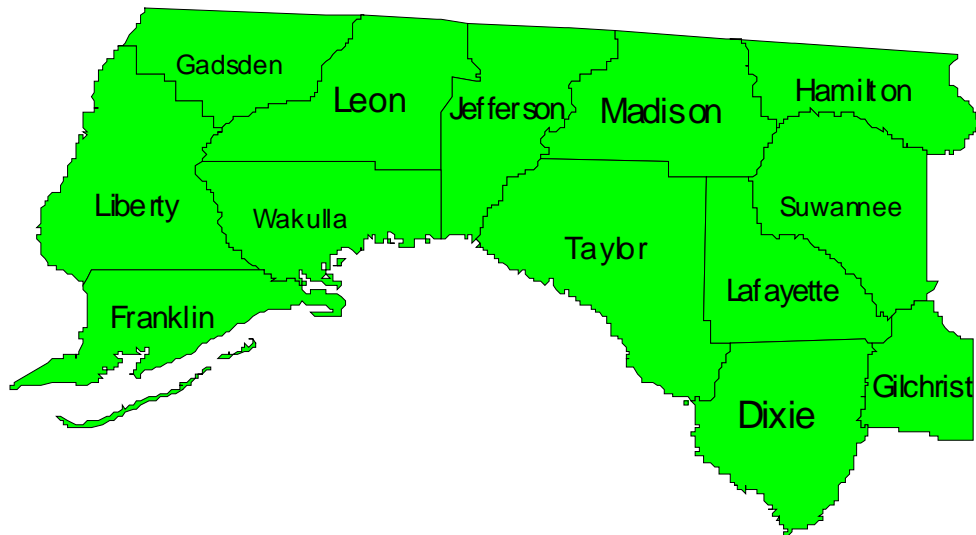 Gadsden
Leon
Jefferson
Madison
Hamilton
Liberty
Wakulla
Taylor
Suwannee
Franklin
Lafayette
Dixie
Gilchrist